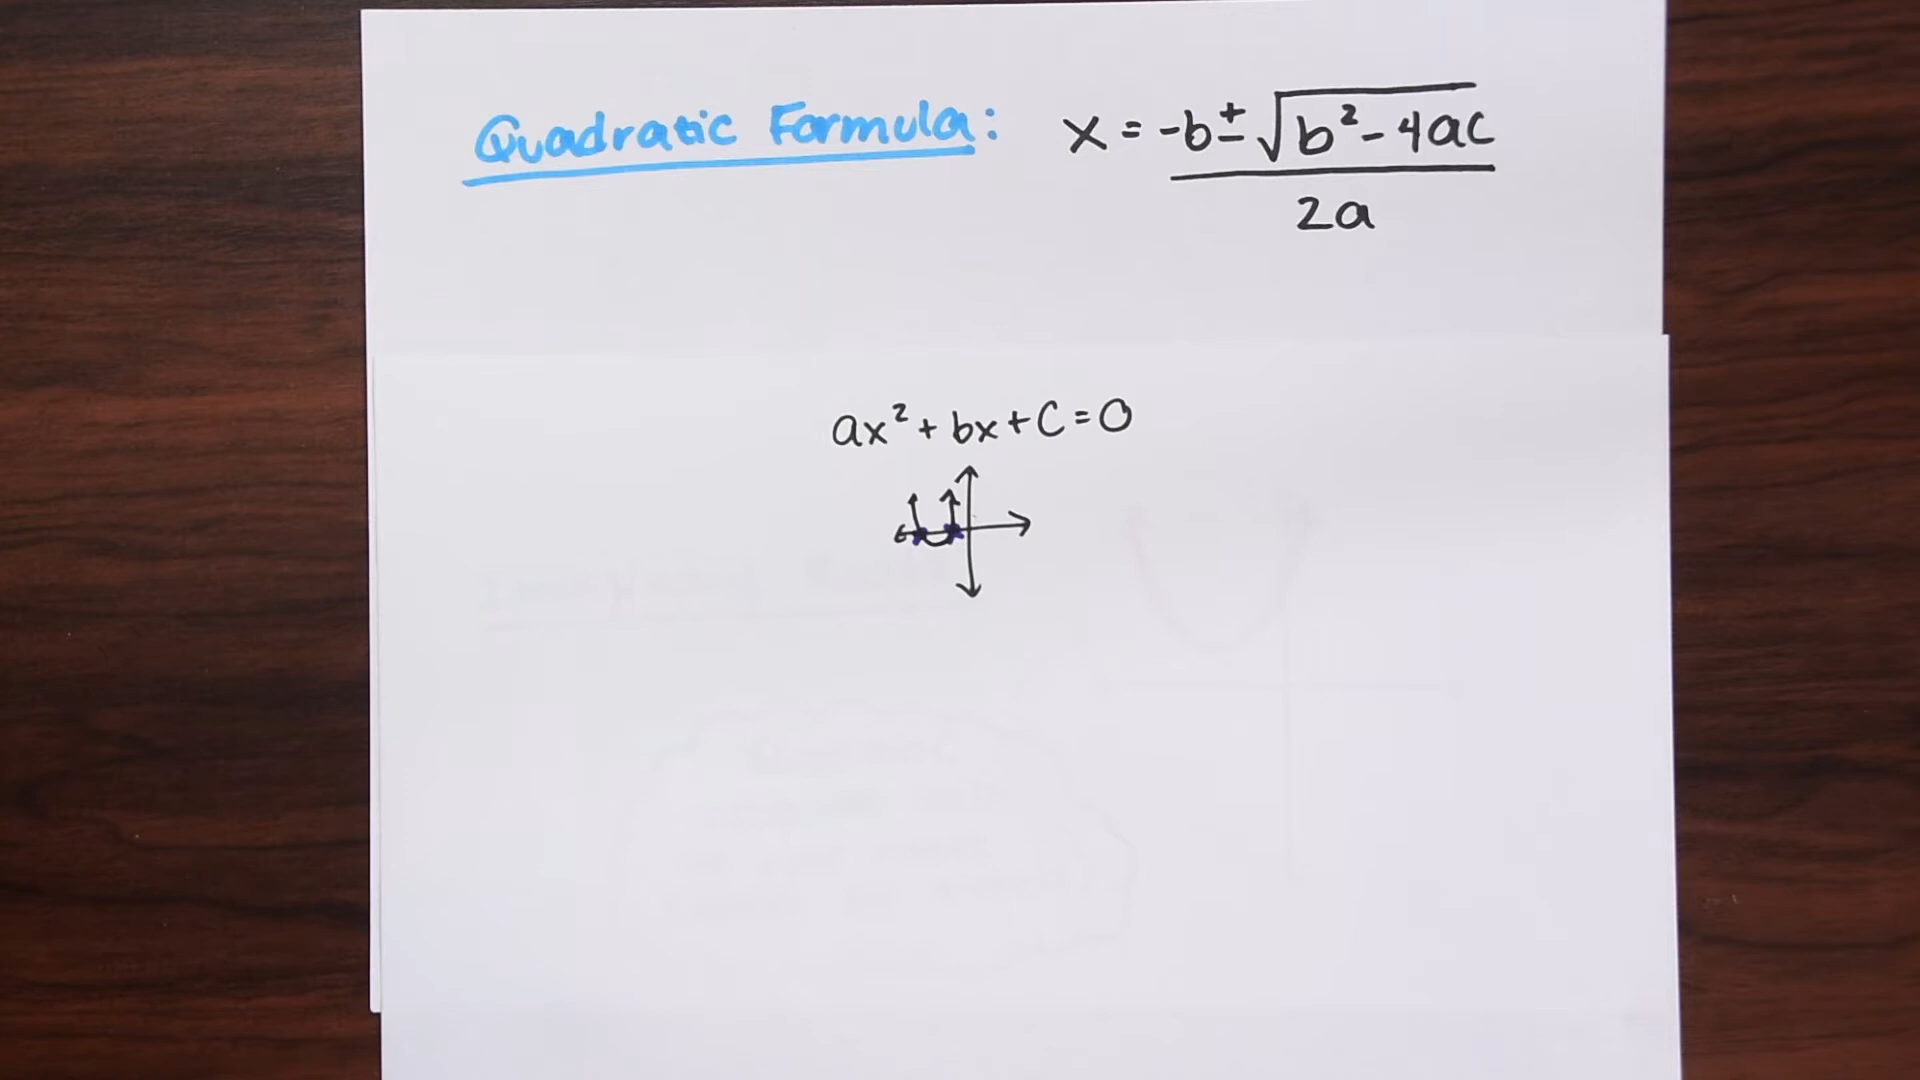 Quadratic Formula: x = -b ± √b² - 4ac
2a
ax² + bx + C = 0